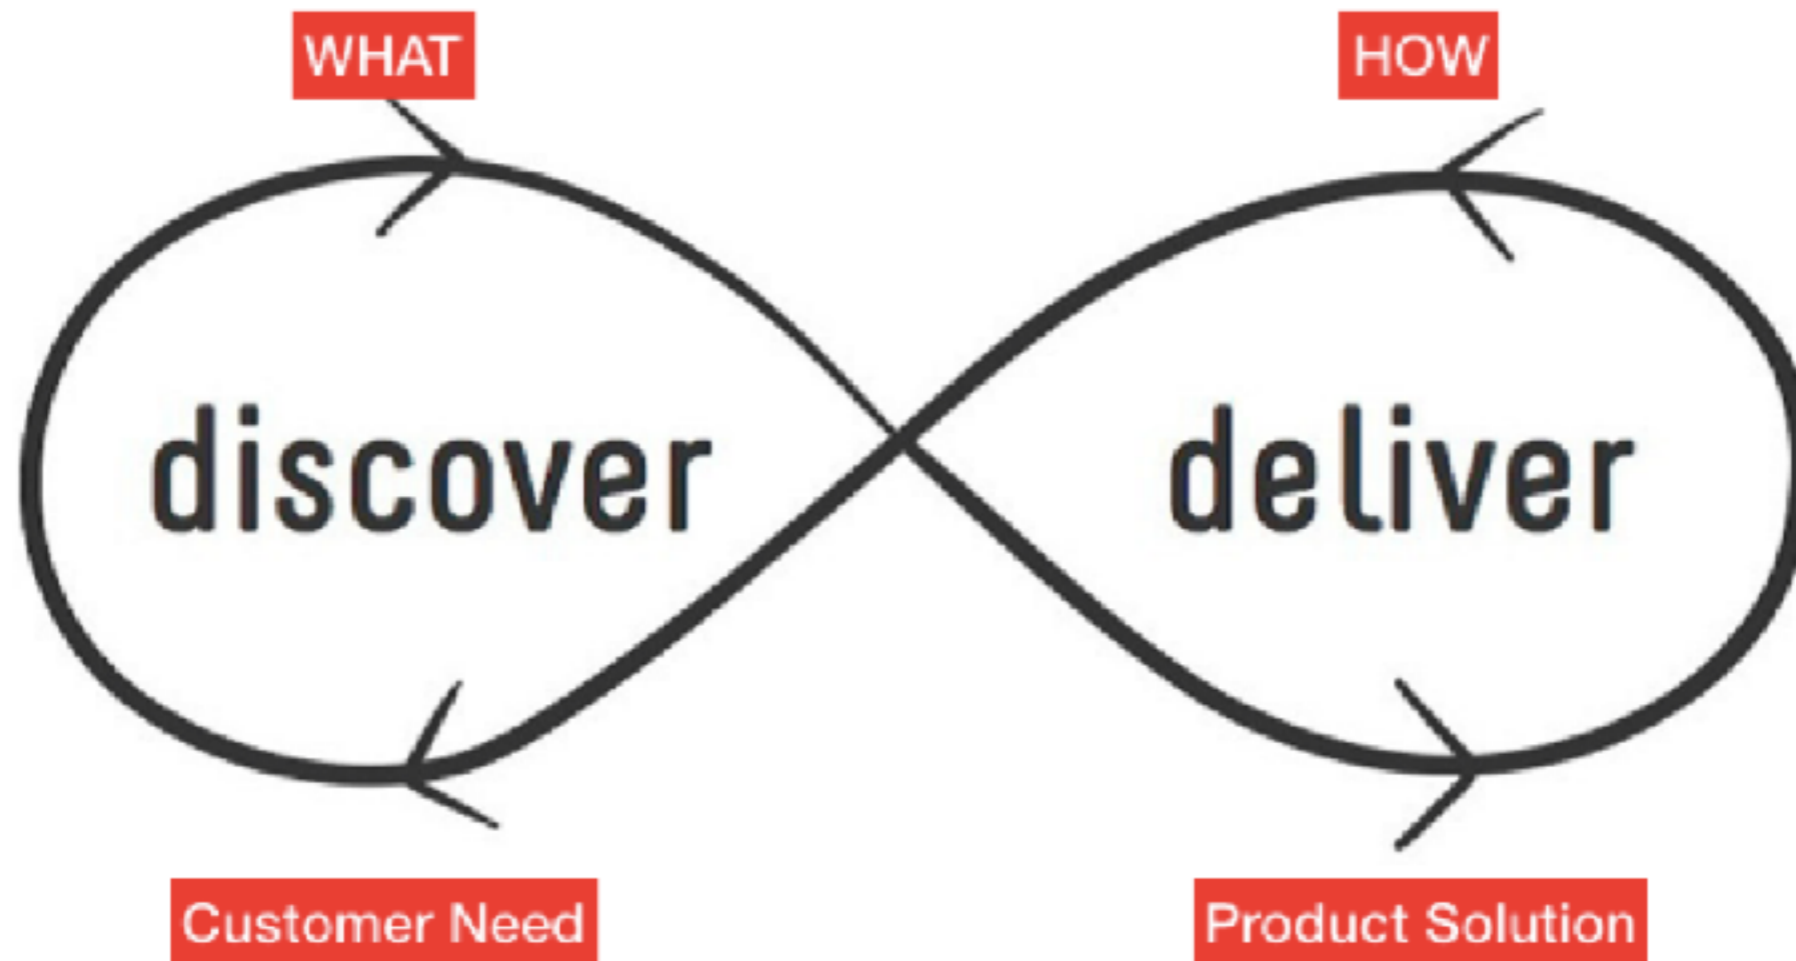 WHAT
HOW
discover
deliver
Customer Need
Product Solution